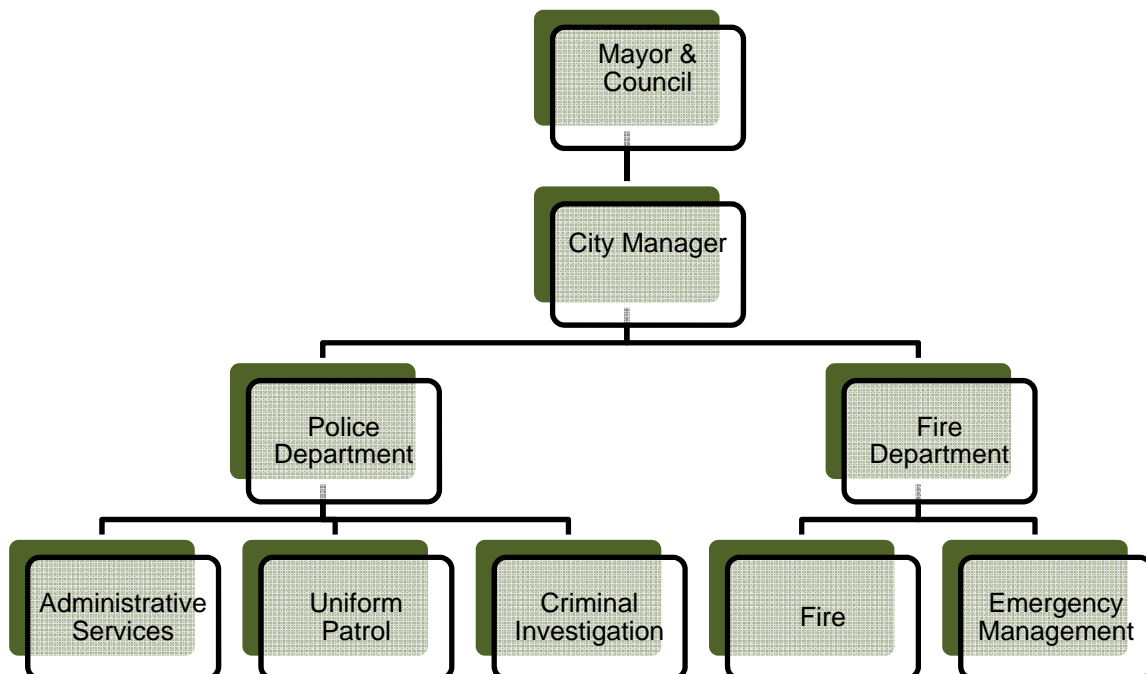 Mayor &
Council
City Manager
Police
Department
Fire
Department
Administrative
Services
Uniform
Patrol
Criminal
Investigation
Fire
Emergency
Management